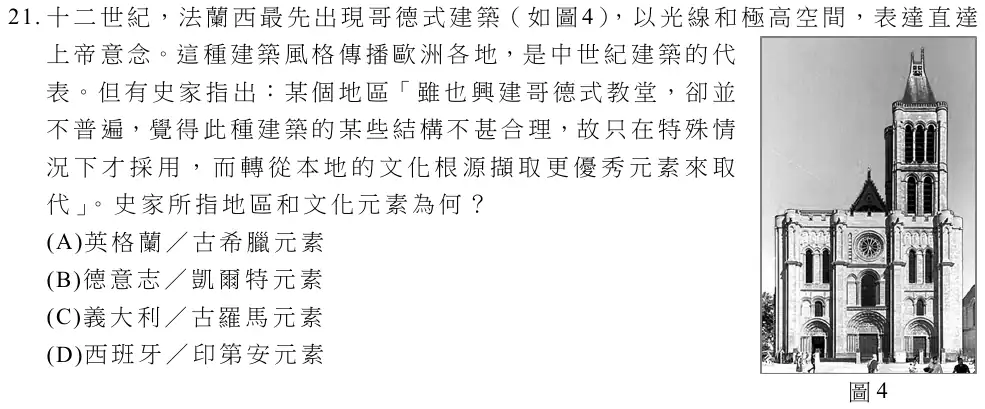 21.十二世紀，法蘭西最先出現哥德式建築（如圖4），以光線和極高空間，表達直達
上帝意念。這種建築風格傳播歐洲各地，是中世紀建築的代
表。但有史家指出：某個地區「雖也興建哥德式教堂，卻並
不普遍，覺得此種建築的某些結構不甚合理，故只在特殊情
況下才採用，而轉從本地的文化根源擷取更優秀元素來取
代」。史家所指地區和文化元素為何？
(A)英格蘭／古希臘元素
(B)德意志／凱爾特元素
(C)義大利／古羅馬元素
(D)西班牙／印第安元素
圖4